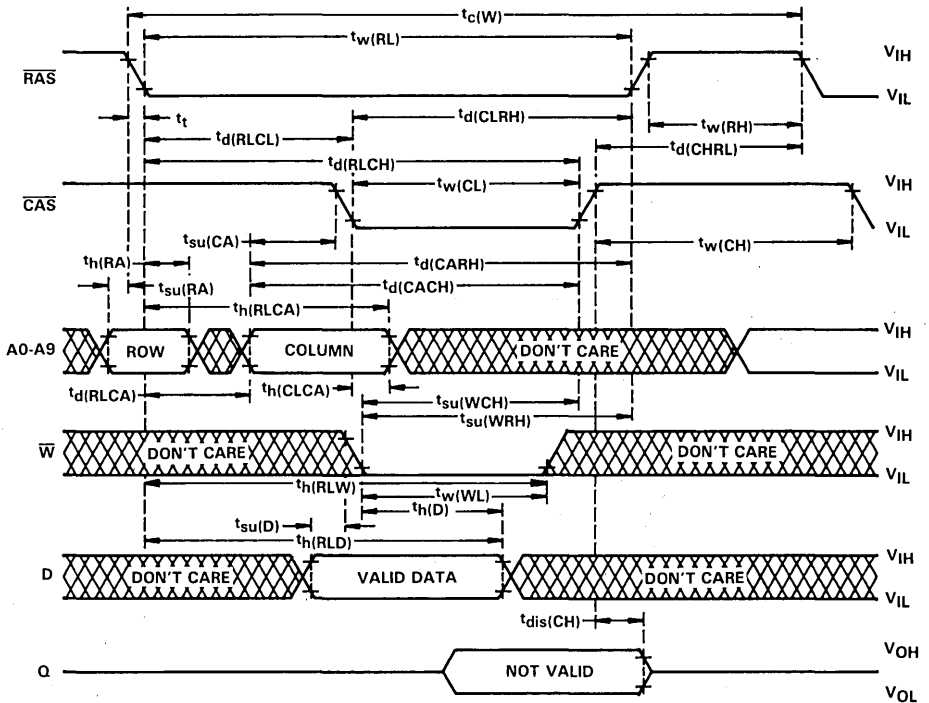 tc(W)
tw(RL)
VIH
RAS
VIL
tt
td(CLRH)
tw(RH)
td(RLCL)
td(CHRL)
td(RLCH)
VIH
tw(CL)
CAS
VIL
tsu(CA)
tw(CH)
th(RA)
td(CARH)
tsu(RA)
td(CACH)
th(RLCA)
VIH
A0-A9
ROW
COLUMN
DON'T CARE
VIL
td(RLCA)
th(CLCA)
tsu(WCH)
tsu(WRH)
VIH
W
DON'T CARE
DON'T CARE
VIL
th(RLW)
tw(WL)
th(D)
tsu(D)
th(RLD)
VIH
D
DON'T CARE
VALID DATA
DON'T CARE
VIL
tdis(CH)
VOH
Q
NOT VALID
VOL